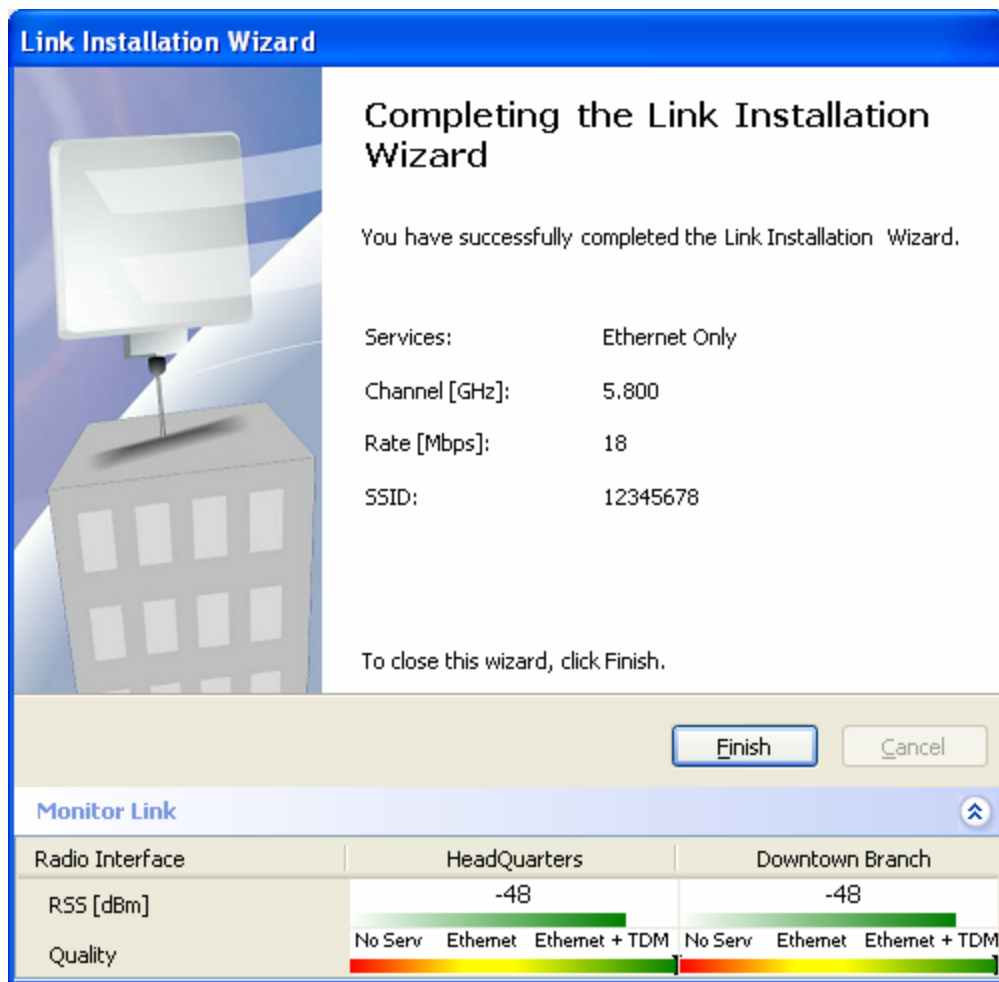 Link Installation Wizard
Completing the Link Installation
Wizard
You have successfully completed the Link Installation Wizard.
Services: Ethernet Only
Channel [GHz]: 5.800
Rate [Mbps]: 18
SSID: 12345678
To close this wizard, click Finish.
Finish Cancel
Monitor Link
Radio Interface HeadQuarters Downtown Branch
RSS [dBm] -48 -48
Quality No Serv Ethernet Ethernet + TDM No Serv Ethernet Ethernet + TDM